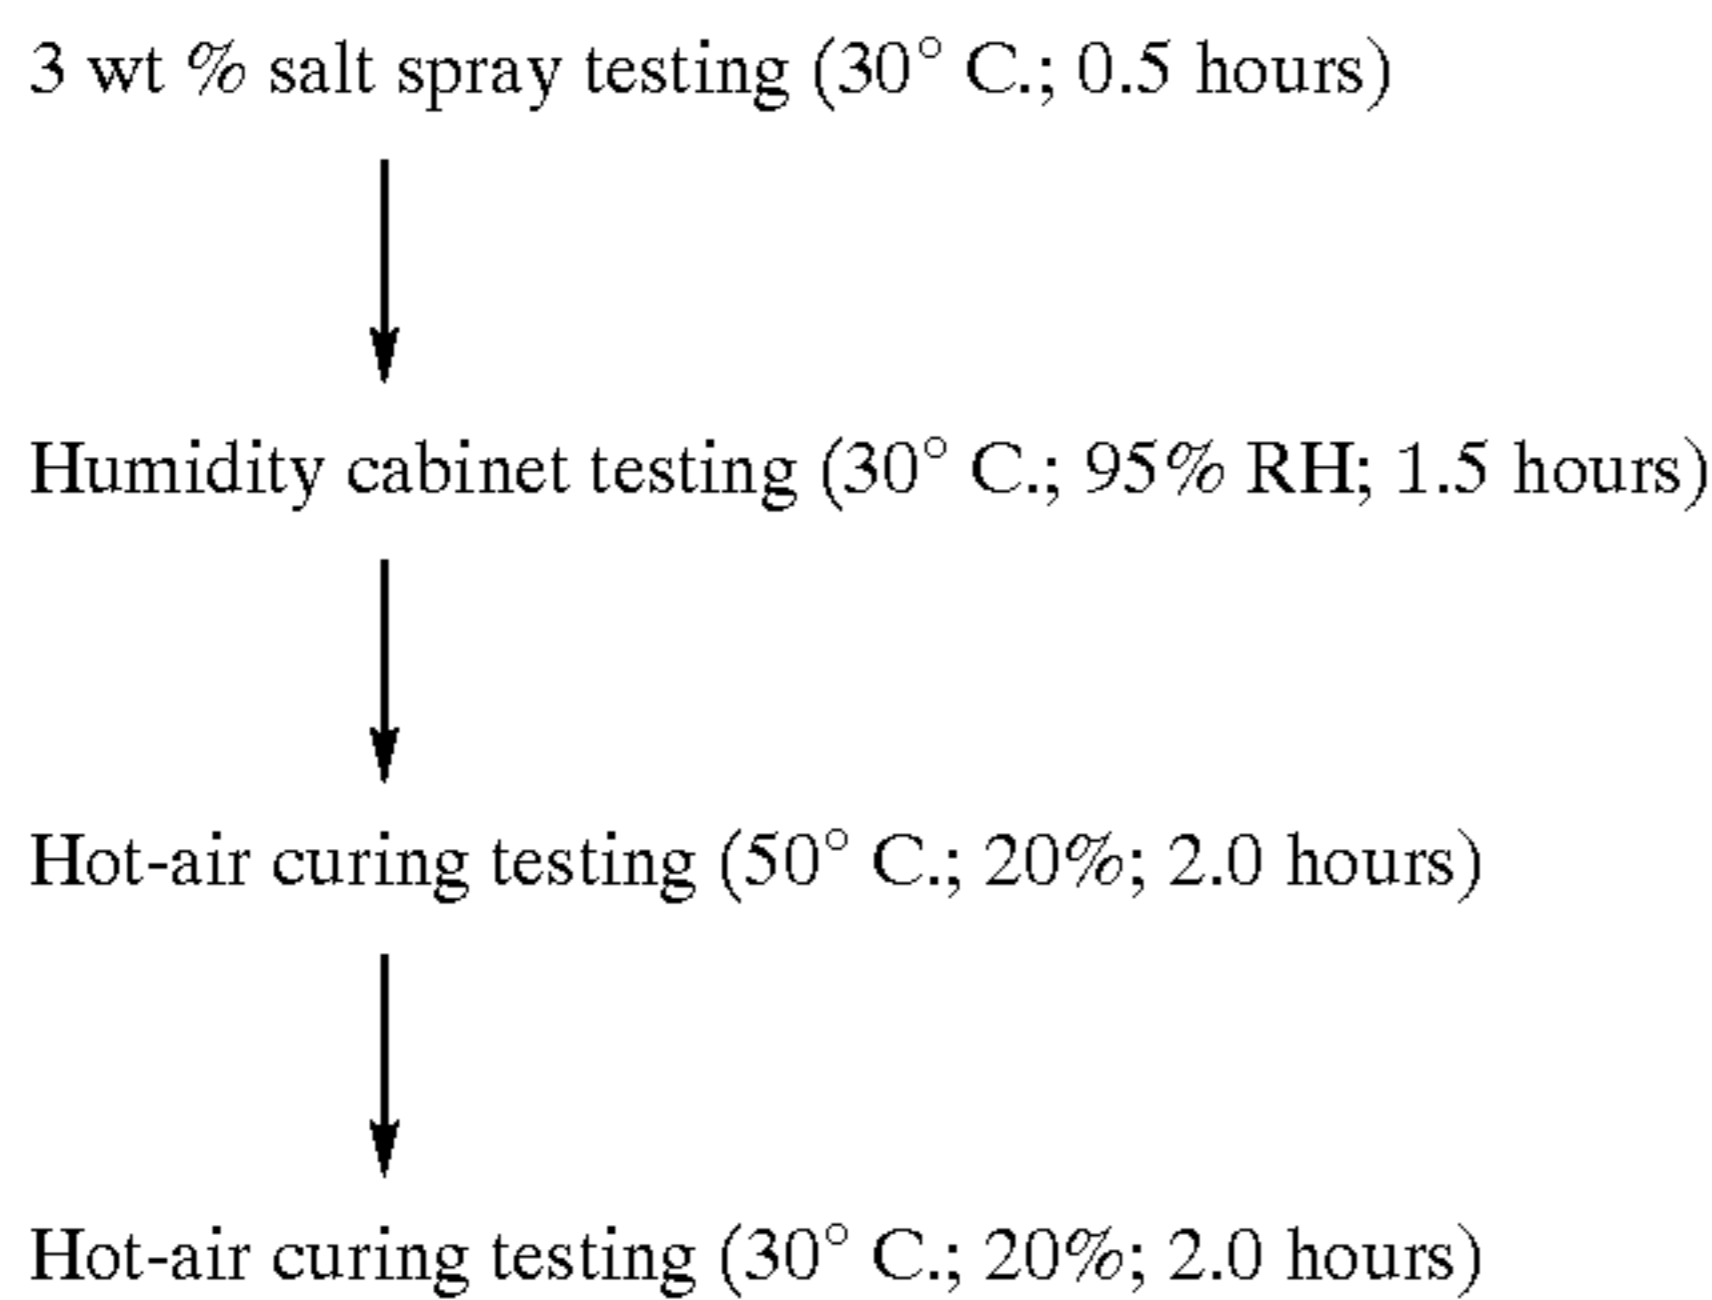 3 wt % salt spray testing (30° C.; 0.5 hours)
Humidity cabinet testing (30° C.; 95% RH; 1.5 hours)
Hot-air curing testing (50° C.; 20%; 2.0 hours)
Hot-air curing testing (30° C.; 20%; 2.0 hours)